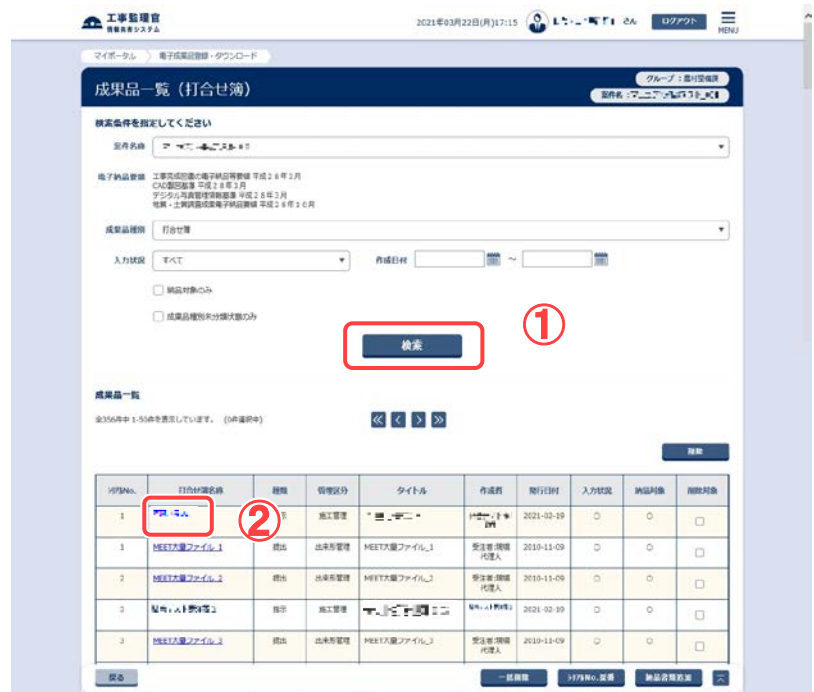 工事監理官
情報共有システム
2021年03月22日(月)17:15
さん
ログアウト
MENU
マイポータル
電子成果品登録・ダウンロード
成果品一覧（打合せ簿）
グループ：
案件名：
検索条件を指定してください
案件名称
電子納品要領
工事完成図書の電子納品等要領 平成28年3月
CAD製図基準 平成28年3月
デジタル写真管理情報基準 平成28年3月
地質・土質調査成果電子納品要領 平成28年10月
成果品種別
打合せ簿
入力状況
すべて
作成日付
～
納品対象のみ
成果品種別未分類状態のみ
検索
①
成果品一覧
全356件中 1-50件を表示しています。 (0件選択中)
削除
ｼﾘｱﾙNo.
打合せ簿名称
種類
管理区分
タイトル
作成者
発行日付
入力状況
納品対象
削除対象
②
1 施工管理 2021-02-19 ○ ○
1 MEET大量ファイル_1 提出 出来形管理 MEET大量ファイル_1 受注者:現場代理人 2010-11-09 ○ ○
2 MEET大量ファイル_2 提出 出来形管理 MEET大量ファイル_2 受注者:現場代理人 2010-11-09 ○ ○
3 指示 施工管理 2021-02-19 ○ ○
3 MEET大量ファイル_3 提出 出来形管理 MEET大量ファイル_3 受注者:現場代理人 2010-11-09 ○ ○
戻る
一括削除
ｼﾘｱﾙNo.変更
納品書類追加